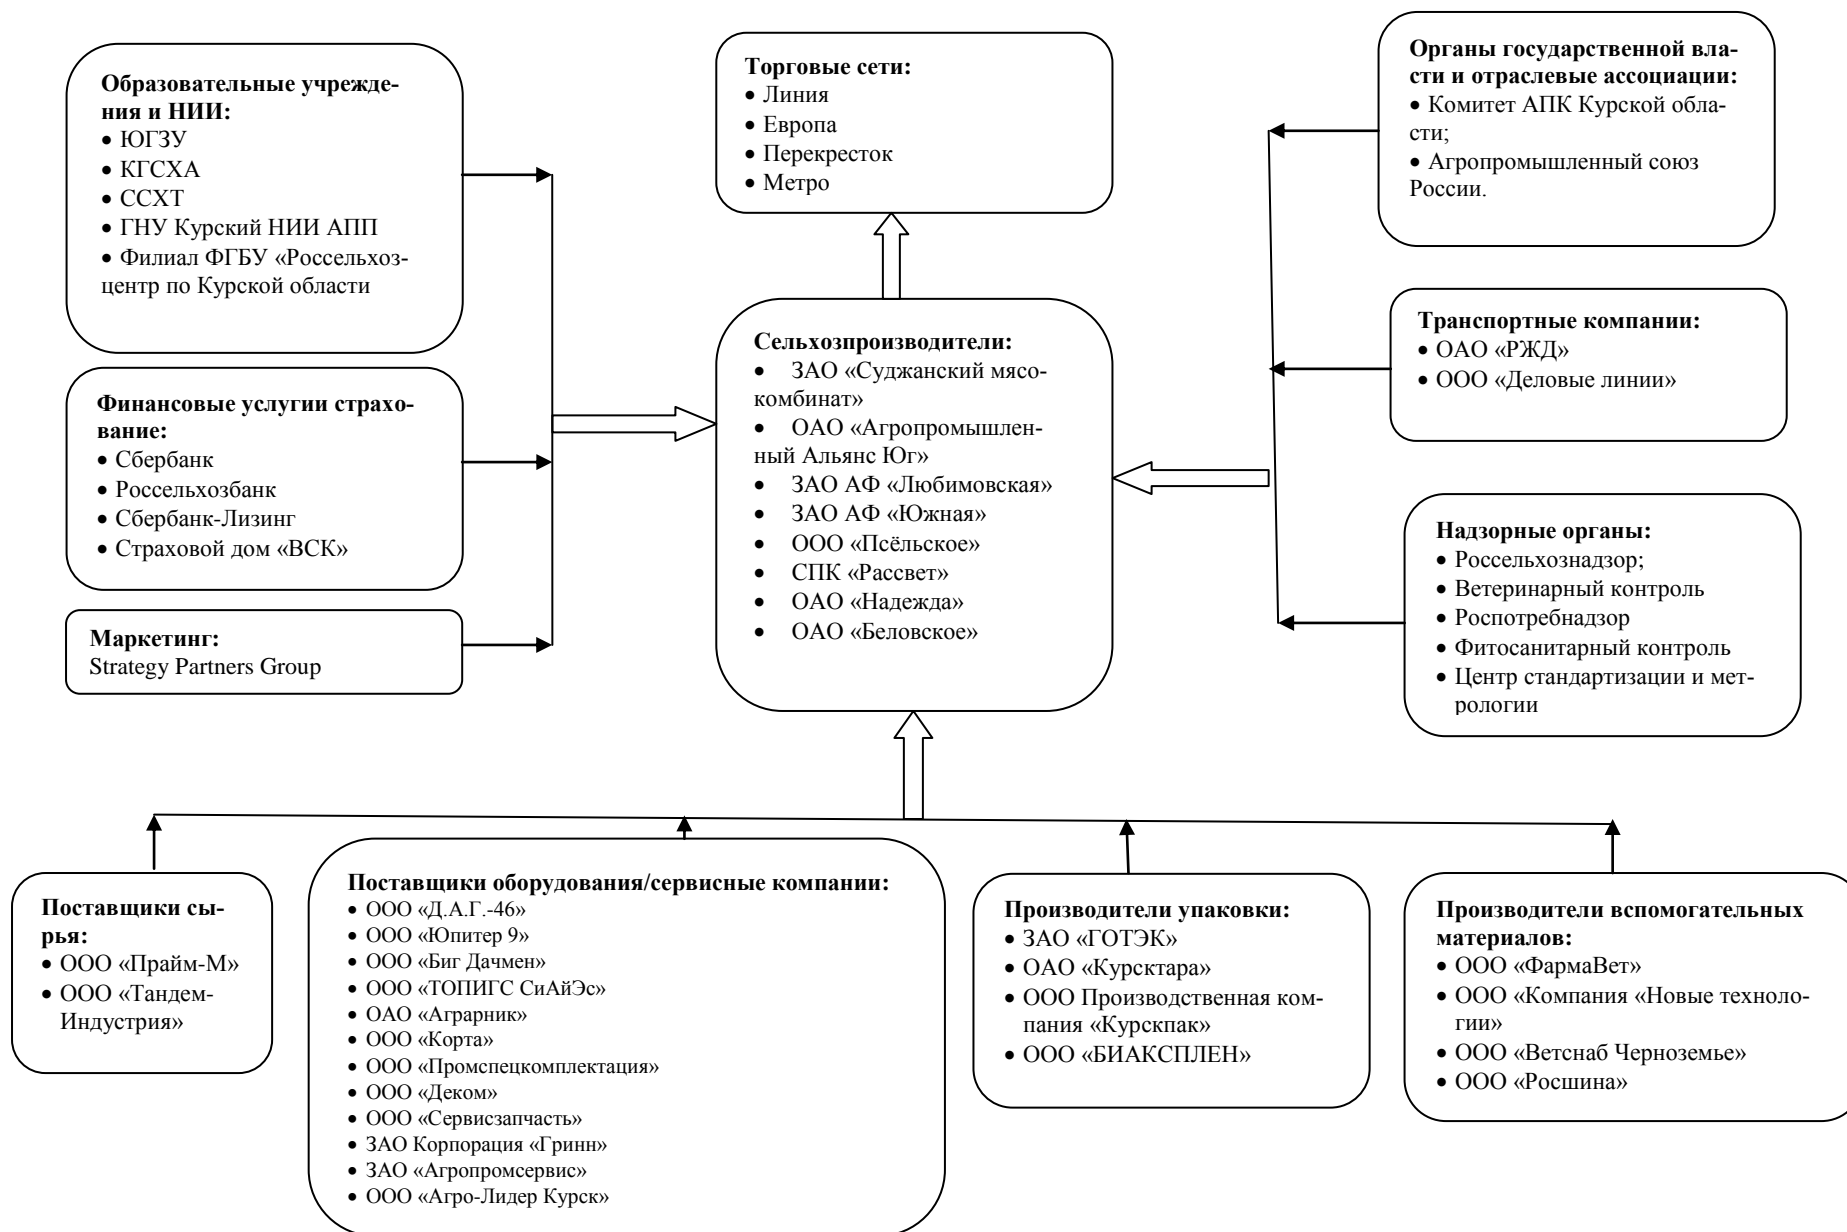 Образовательные учрежде-
ния и НИИ:
• ЮГЗУ
• КГСХА
• ССХТ
• ГНУ Курский НИИ АПП
• Филиал ФГБУ «Россельхоз-
центр по Курской области
Финансовые услугии страхо-
вание:
• Сбербанк
• Россельхозбанк
• Сбербанк-Лизинг
• Страховой дом «ВСК»
Маркетинг:
Strategy Partners Group
Торговые сети:
• Линия
• Европа
• Перекресток
• Метро
Сельхозпроизводители:
• ЗАО «Суджанский мясо-
комбинат»
• ОАО «Агропромышлен-
ный Альянс Юг»
• ЗАО АФ «Любимовская»
• ЗАО АФ «Южная»
• ООО «Псёльское»
• СПК «Рассвет»
• ОАО «Надежда»
• ОАО «Беловское»
Органы государственной вла-
сти и отраслевые ассоциации:
• Комитет АПК Курской обла-
сти;
• Агропромышленный союз
России.
Транспортные компании:
• ОАО «РЖД»
• ООО «Деловые линии»
Надзорные органы:
• Россельхознадзор;
• Ветеринарный контроль
• Роспотребнадзор
• Фитосанитарный контроль
• Центр стандартизации и мет-
рологии
Поставщики сы-
рья:
• ООО «Прайм-М»
• ООО «Тандем-
Индустрия»
Поставщики оборудования/сервисные компании:
• ООО «Д.А.Г.-46»
• ООО «Юпитер 9»
• ООО «Биг Дачмен»
• ООО «ТОПИГС СиАйЭс»
• ОАО «Аграрник»
• ООО «Корта»
• ООО «Промспецкомплектация»
• ООО «Деком»
• ООО «Сервисзапчасть»
• ЗАО Корпорация «Гринн»
• ЗАО «Агропромсервис»
• ООО «Агро-Лидер Курск»
Производители упаковки:
• ЗАО «ГОТЭК»
• ОАО «Курсктара»
• ООО Производственная ком-
пания «Курскпак»
• ООО «БИАКСПЛЕН»
Производители вспомогательных
материалов:
• ООО «ФармаВет»
• ООО «Компания «Новые техноло-
гии»
• ООО «Ветснаб Черноземье»
• ООО «Росшина»